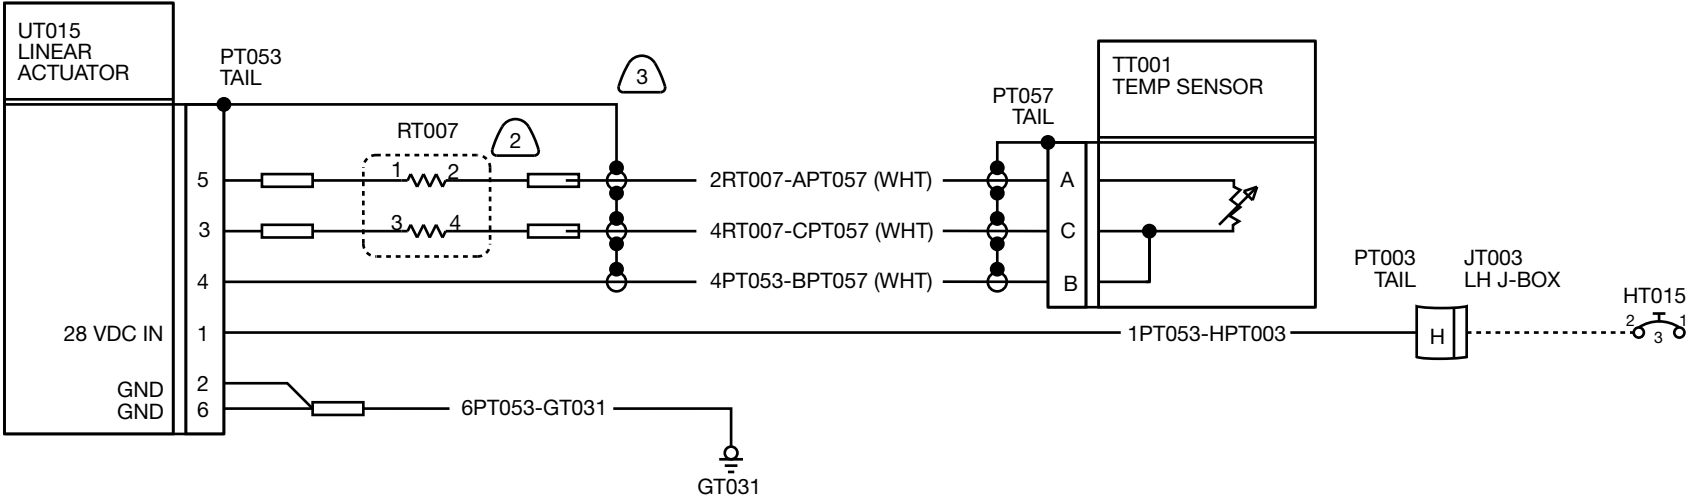 UT015
LINEAR
ACTUATOR
PT053
TAIL
3
TT001
TEMP SENSOR
PT057
TAIL
RT007
2
5
1
2
2RT007-APT057 (WHT)
A
3
3
4
4RT007-CPT057 (WHT)
C
4
4PT053-BPT057 (WHT)
B
PT003
TAIL
JT003
LH J-BOX
HT015
28 VDC IN
1
1PT053-HPT003
H
2
3
1
GND
2
GND
6
6PT053-GT031
GT031